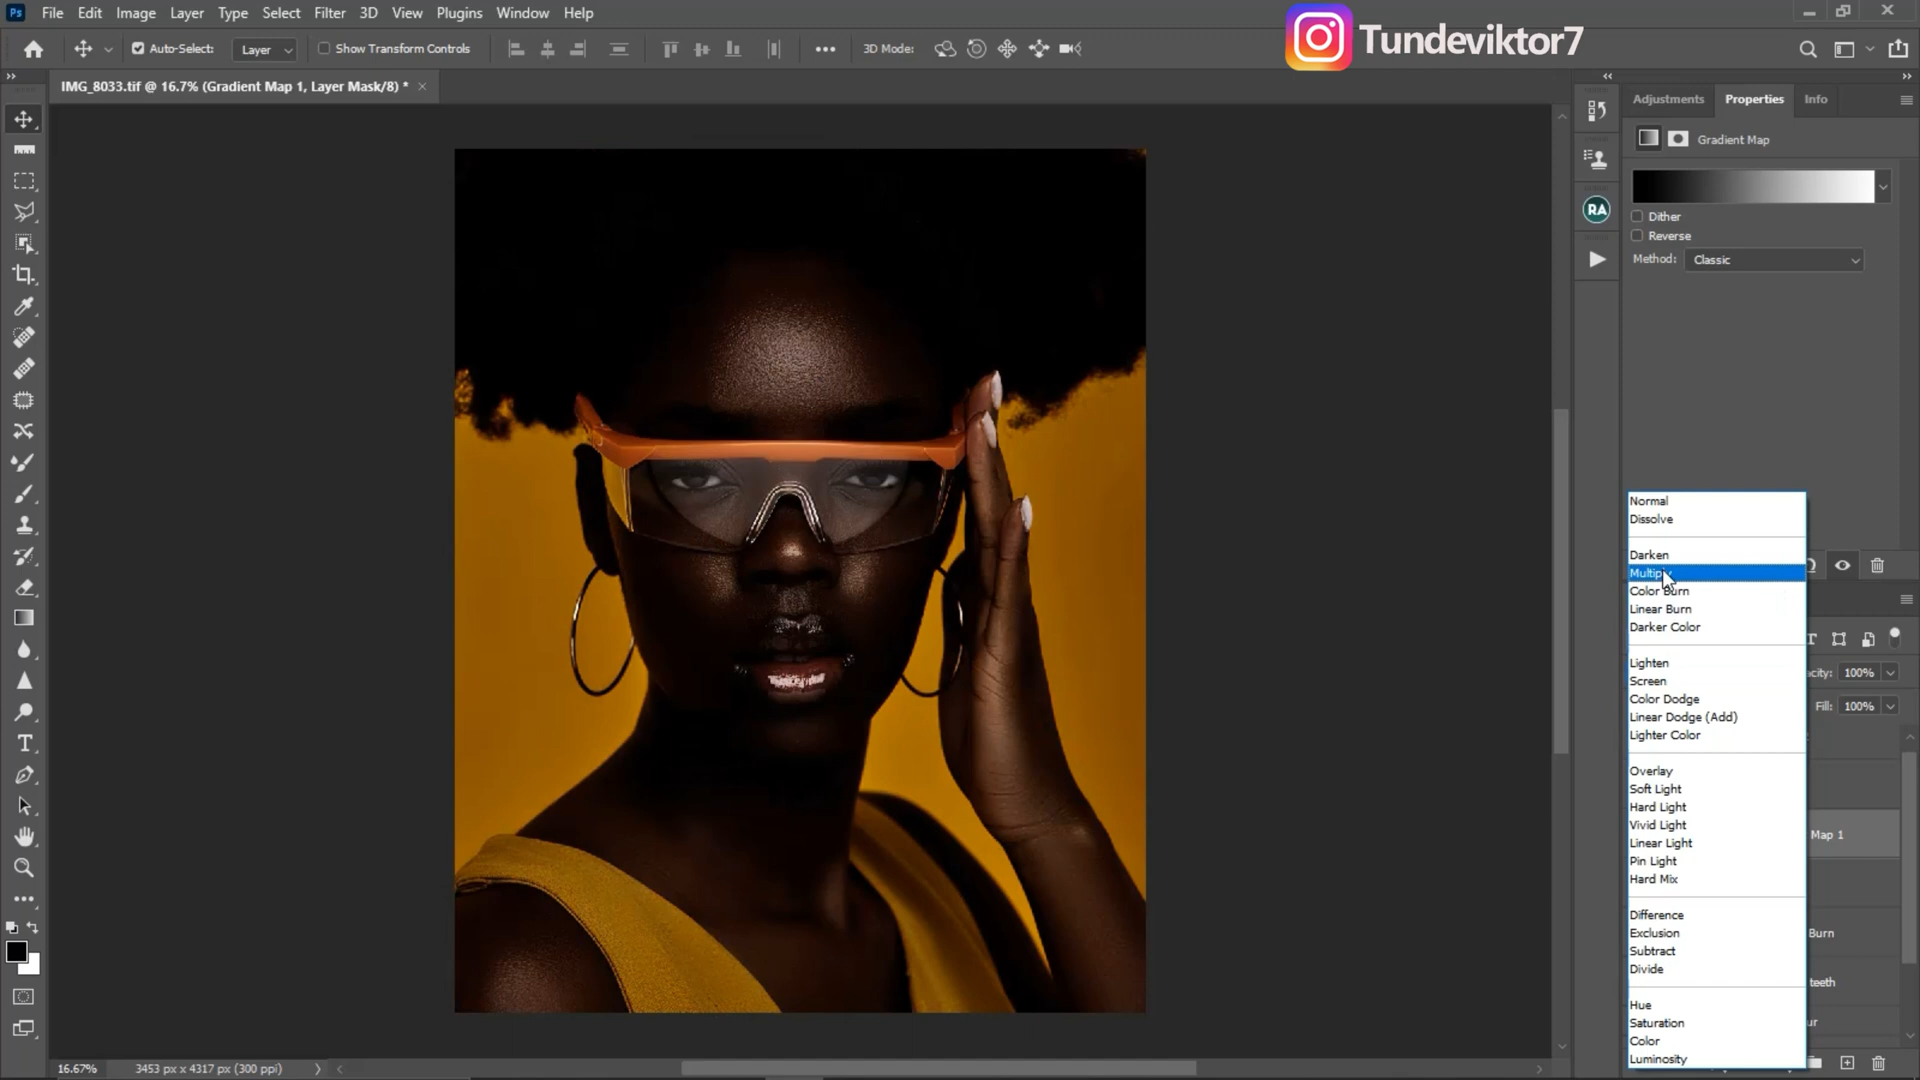 Ps File Edit Image Layer Type Select Filter 3D View Plugins Window Help
Tundeviktor7
Auto-Select: Layer Show Transform Controls 3D Mode:
IMG_8033.tif @ 16.7% (Gradient Map 1, Layer Mask/8) *
Adjustments Properties Info
Gradient Map
RA
Dither
Reverse
Method: Classic
Normal
Dissolve
Darken
Multiply
Color Burn
Linear Burn
Darker Color
Lighten
Screen
Color Dodge
Linear Dodge (Add)
Lighter Color
Overlay
Soft Light
Hard Light
Vivid Light
Linear Light
Pin Light
Hard Mix
Difference
Exclusion
Subtract
Divide
Hue
Saturation
Color
Luminosity
acity: 100%
Fill: 100%
Map 1
Burn
teeth
ur
16.67% 3453 px x 4317 px (300 ppi)